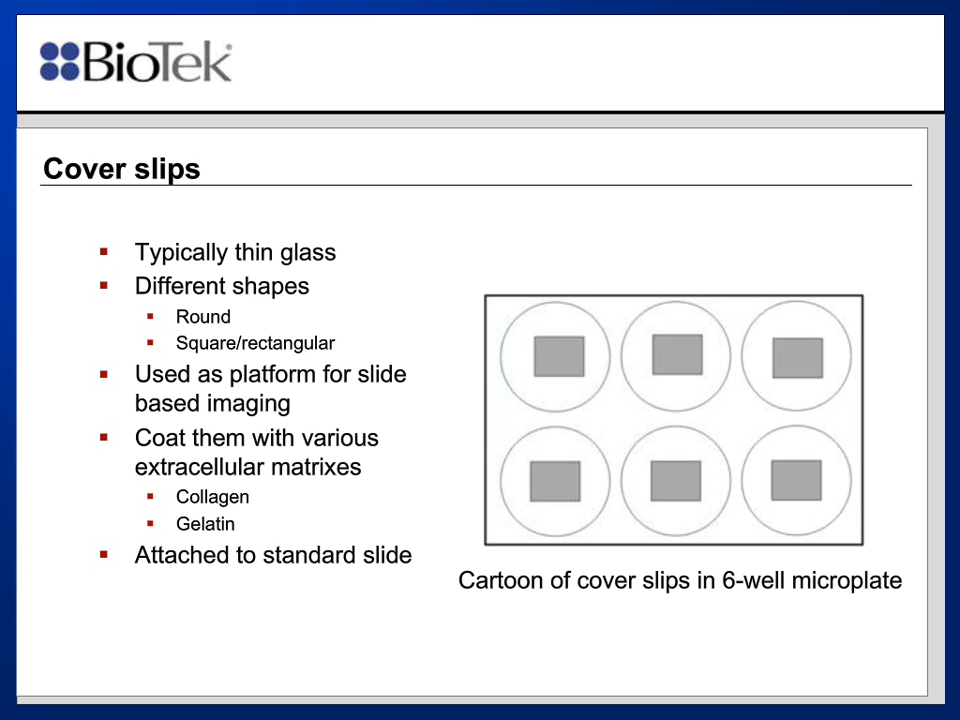 BioTek
Cover slips
Typically thin glass
Different shapes
Round
Square/rectangular
Used as platform for slide
based imaging
Coat them with various
extracellular matrixes
Collagen
Gelatin
Attached to standard slide
Cartoon of cover slips in 6-well microplate